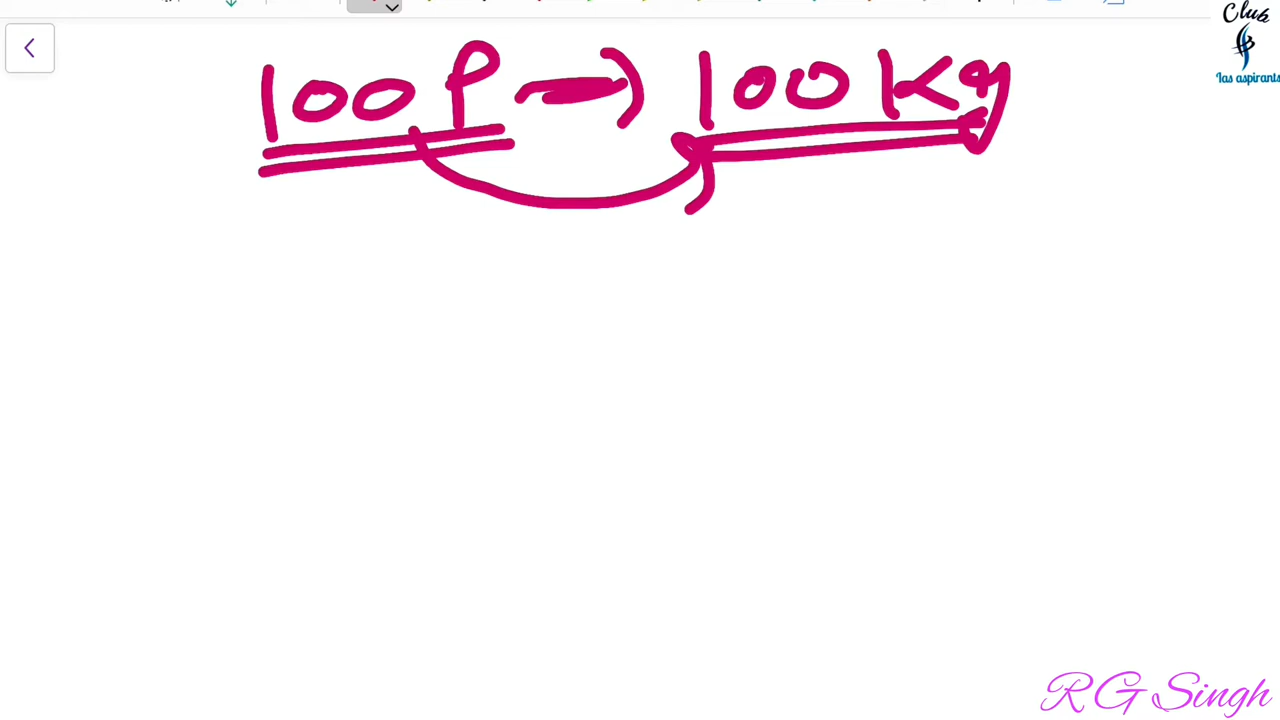 100 P → 100 Kg
Club
Ias aspirants
RG Singh